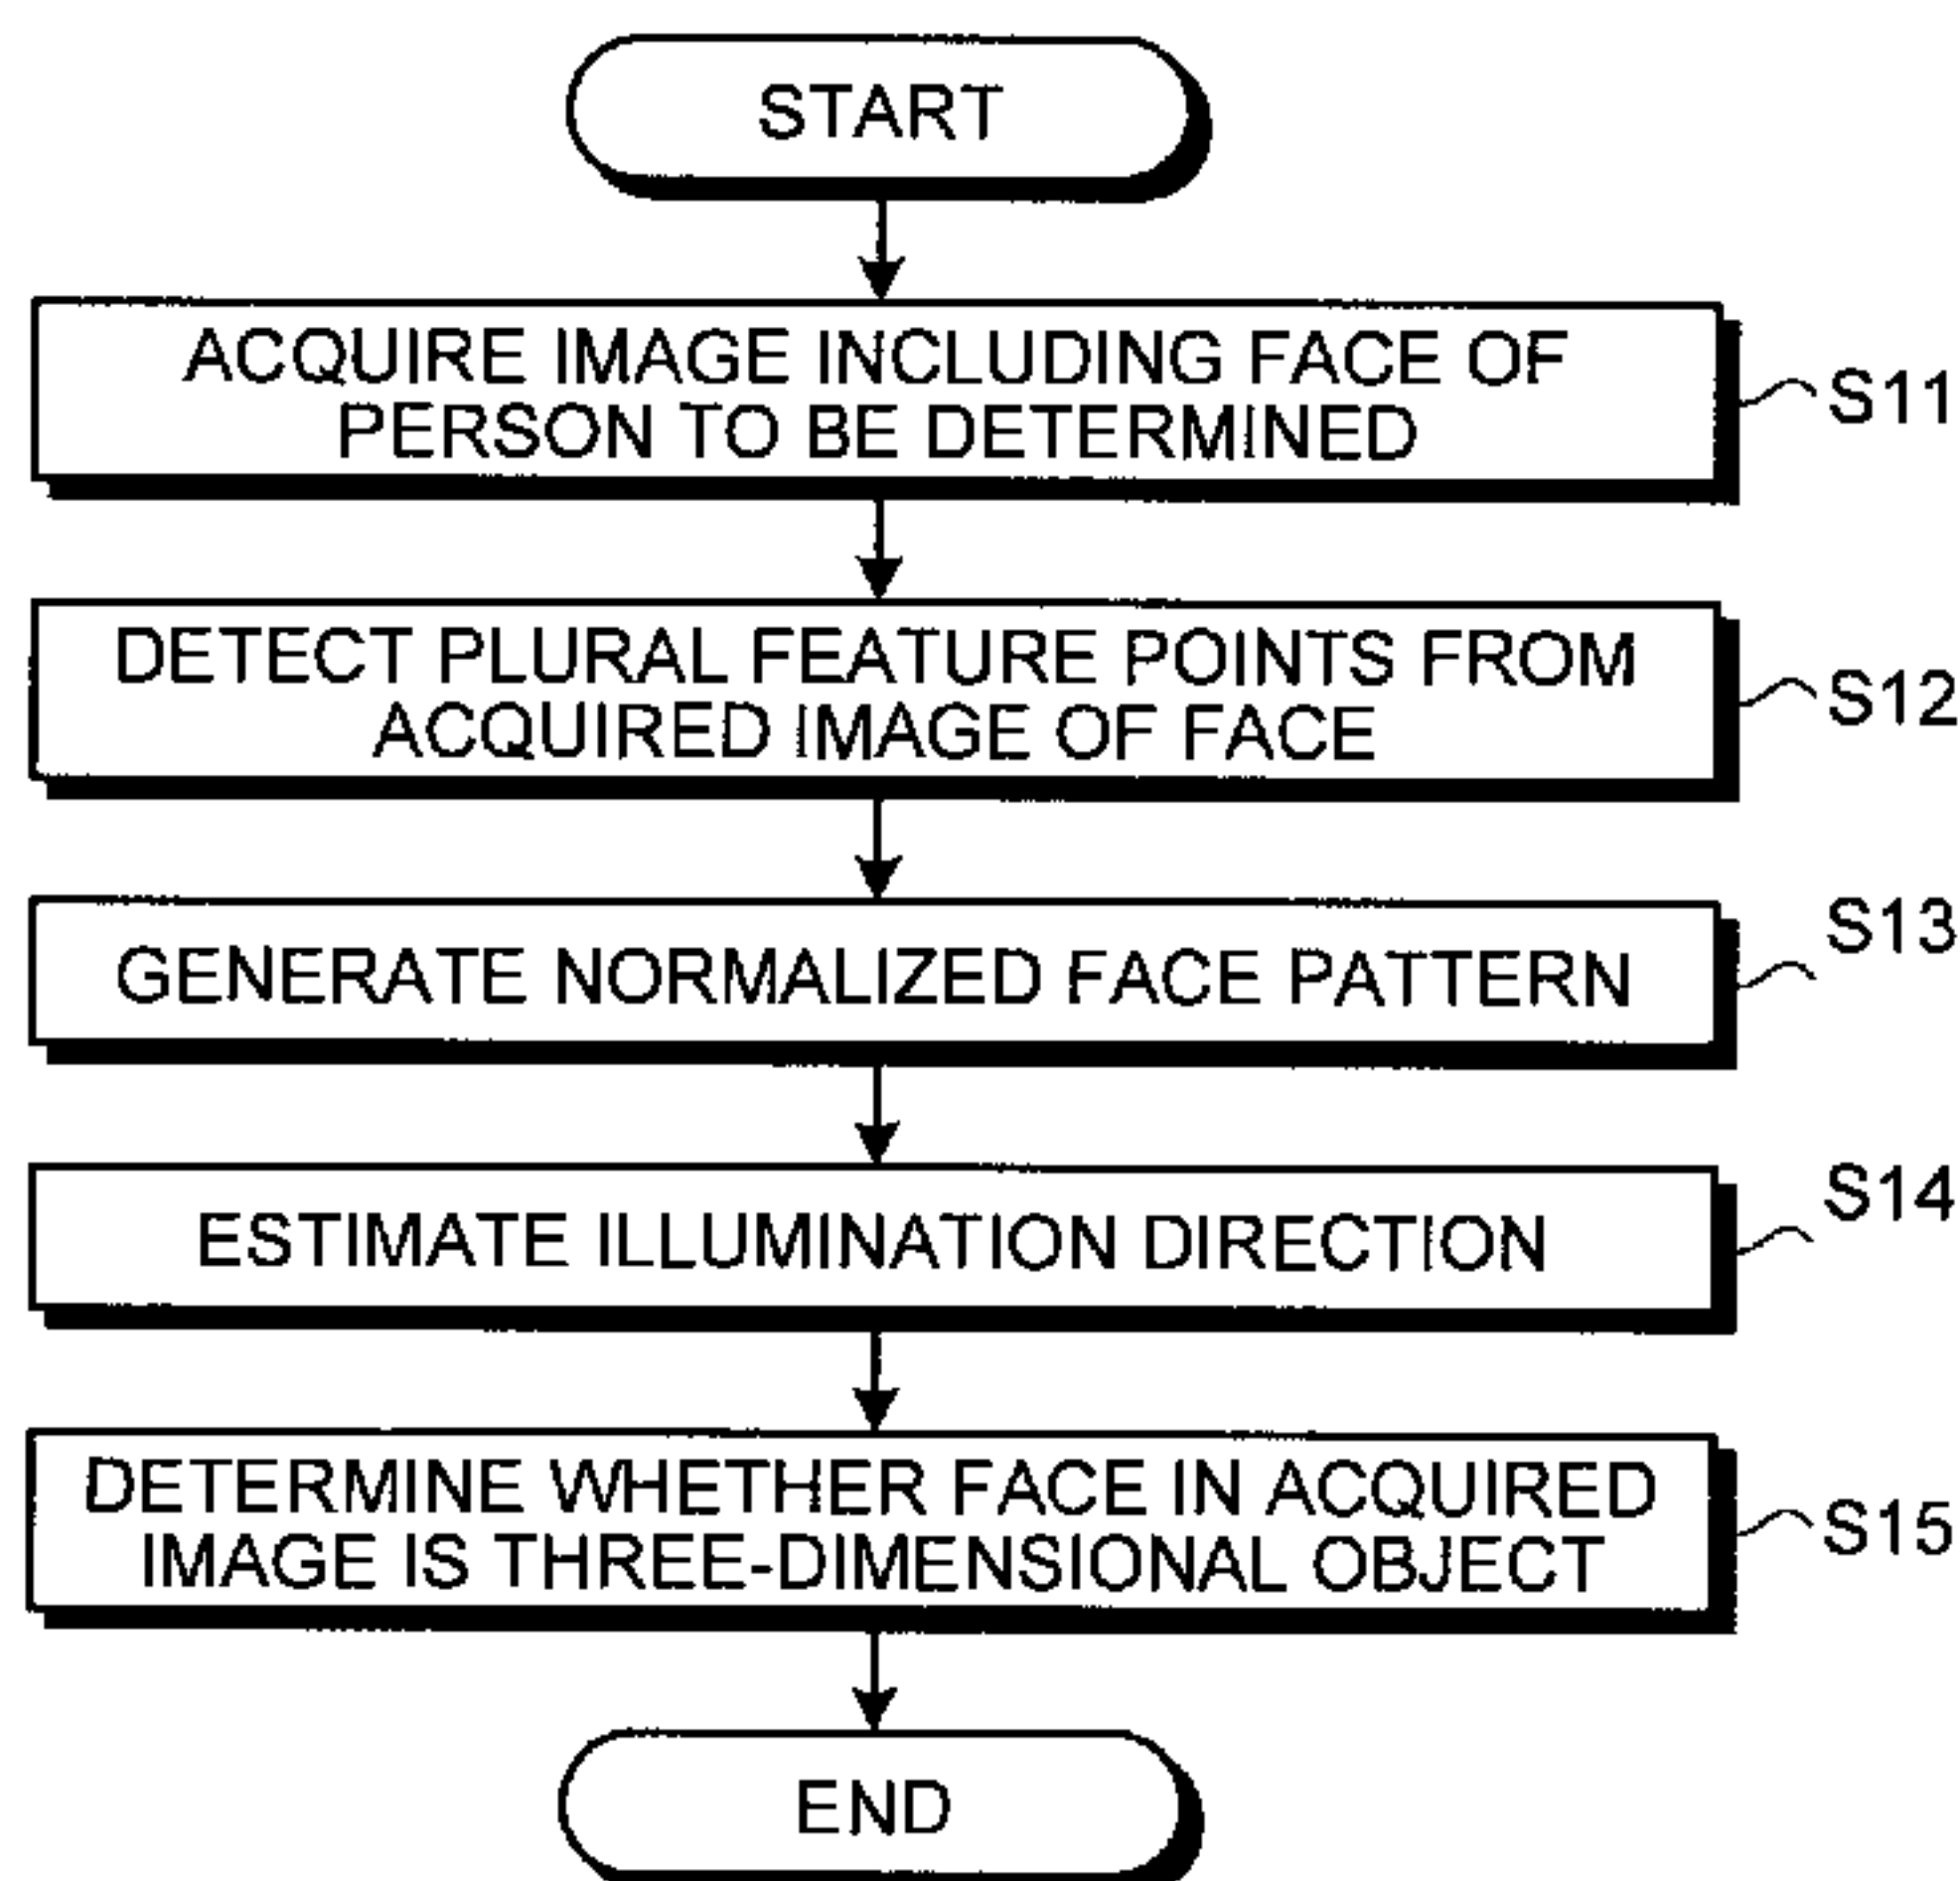 START
ACQUIRE IMAGE INCLUDING FACE OF
PERSON TO BE DETERMINED
S11
DETECT PLURAL FEATURE POINTS FROM
ACQUIRED IMAGE OF FACE
S12
GENERATE NORMALIZED FACE PATTERN
S13
ESTIMATE ILLUMINATION DIRECTION
S14
DETERMINE WHETHER FACE IN ACQUIRED
IMAGE IS THREE-DIMENSIONAL OBJECT
S15
END